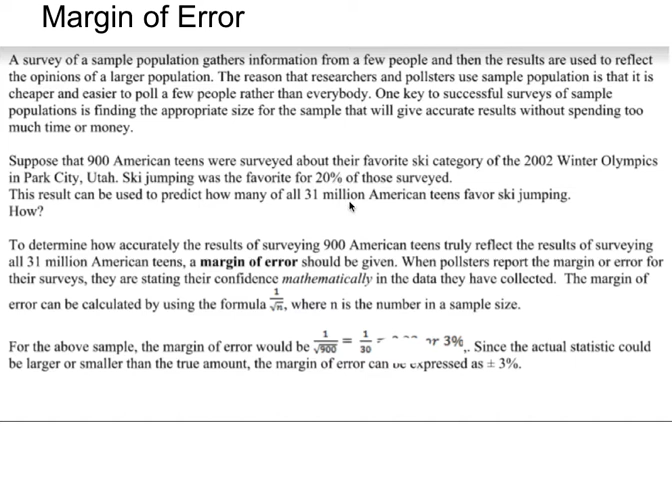 Margin of Error
A survey of a sample population gathers information from a few people and then the results are used to reflect
the opinions of a larger population. The reason that researchers and pollsters use sample population is that it is
cheaper and easier to poll a few people rather than everybody. One key to successful surveys of sample
populations is finding the appropriate size for the sample that will give accurate results without spending too
much time or money.
Suppose that 900 American teens were surveyed about their favorite ski category of the 2002 Winter Olympics
in Park City, Utah. Ski jumping was the favorite for 20% of those surveyed.
This result can be used to predict how many of all 31 million American teens favor ski jumping.
How?
To determine how accurately the results of surveying 900 American teens truly reflect the results of surveying
all 31 million American teens, a margin of error should be given. When pollsters report the margin or error for
their surveys, they are stating their confidence mathematically in the data they have collected. The margin of
error can be calculated by using the formula 1/√n, where n is the number in a sample size.
For the above sample, the margin of error would be 1/√900 = 1/30 = or 3%,. Since the actual statistic could
be larger or smaller than the true amount, the margin of error can be expressed as ± 3%.